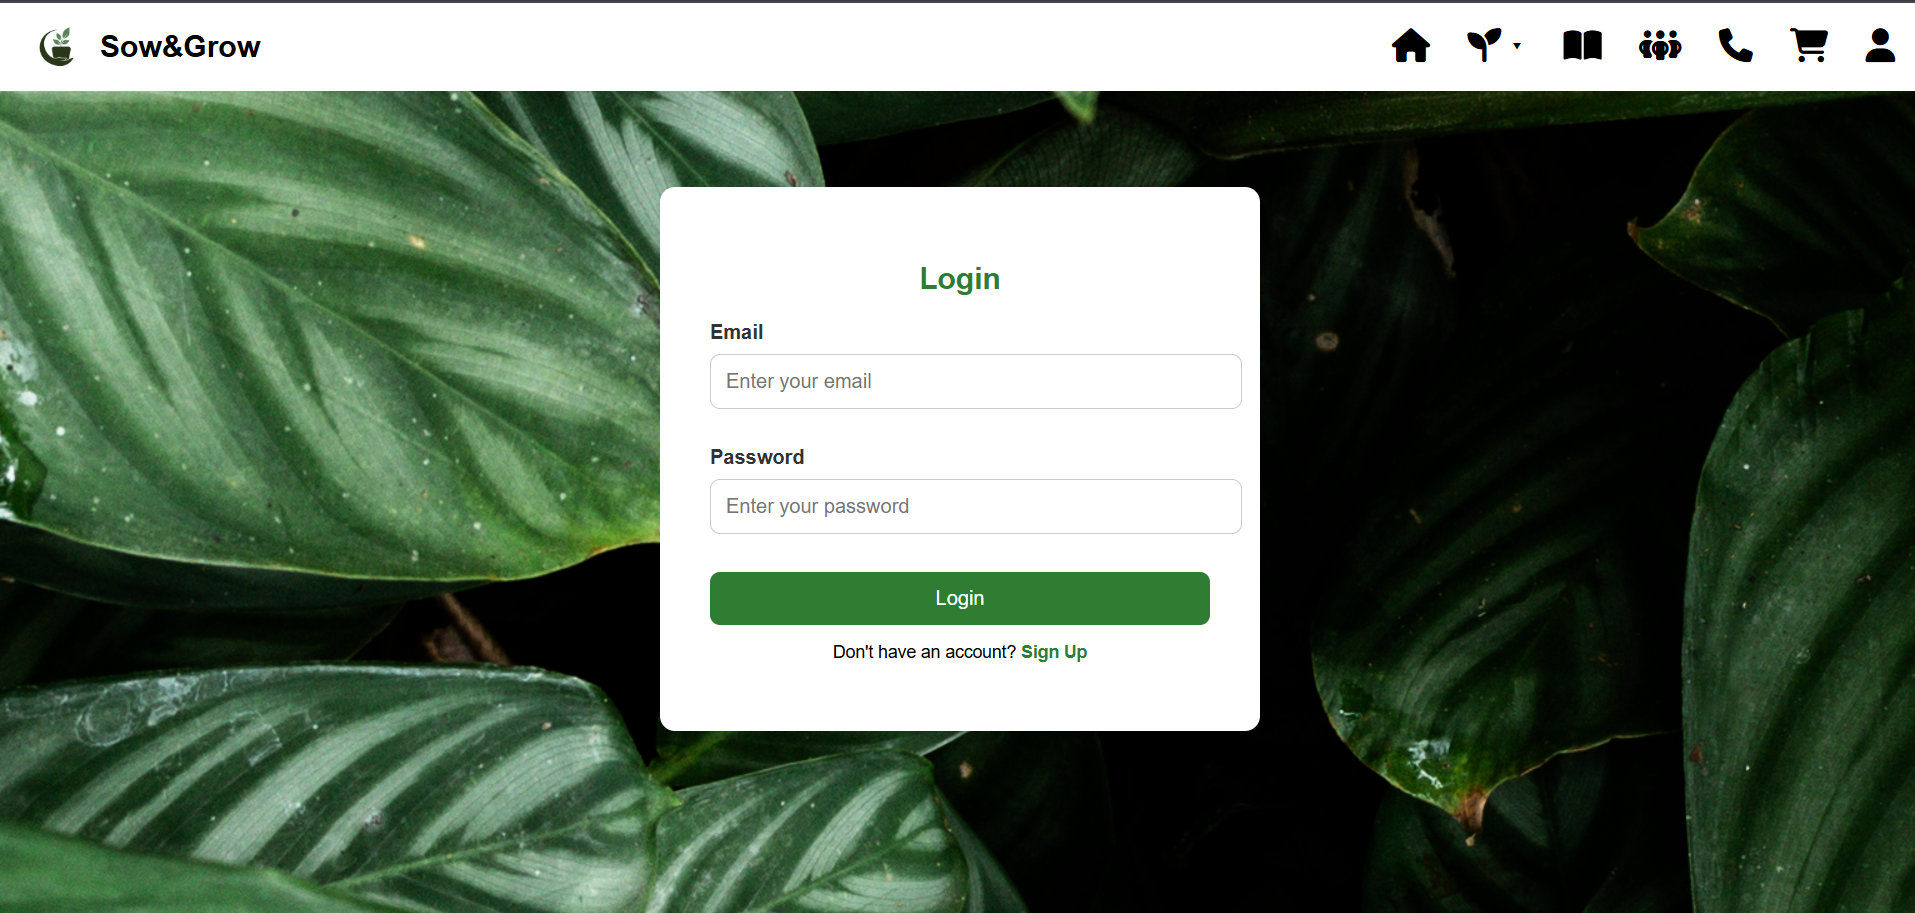 Sow&Grow
Login
Email
Enter your email
Password
Enter your password
Login
Don't have an account? Sign Up